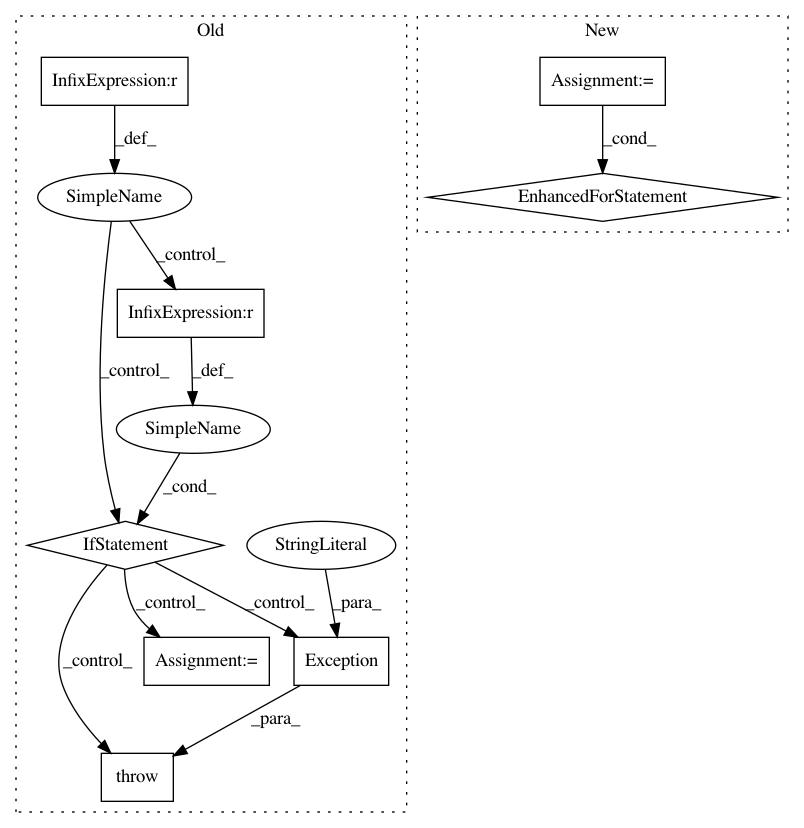 Old
New
InfixExpression:r
Assignment:=
_def_
_cond_
SimpleName
EnhancedForStatement
_control_
InfixExpression:r
_control_
_def_
SimpleName
_cond_
IfStatement
StringLiteral
_control_
_control_
_para_
_control_
Assignment:=
Exception
_para_
throw